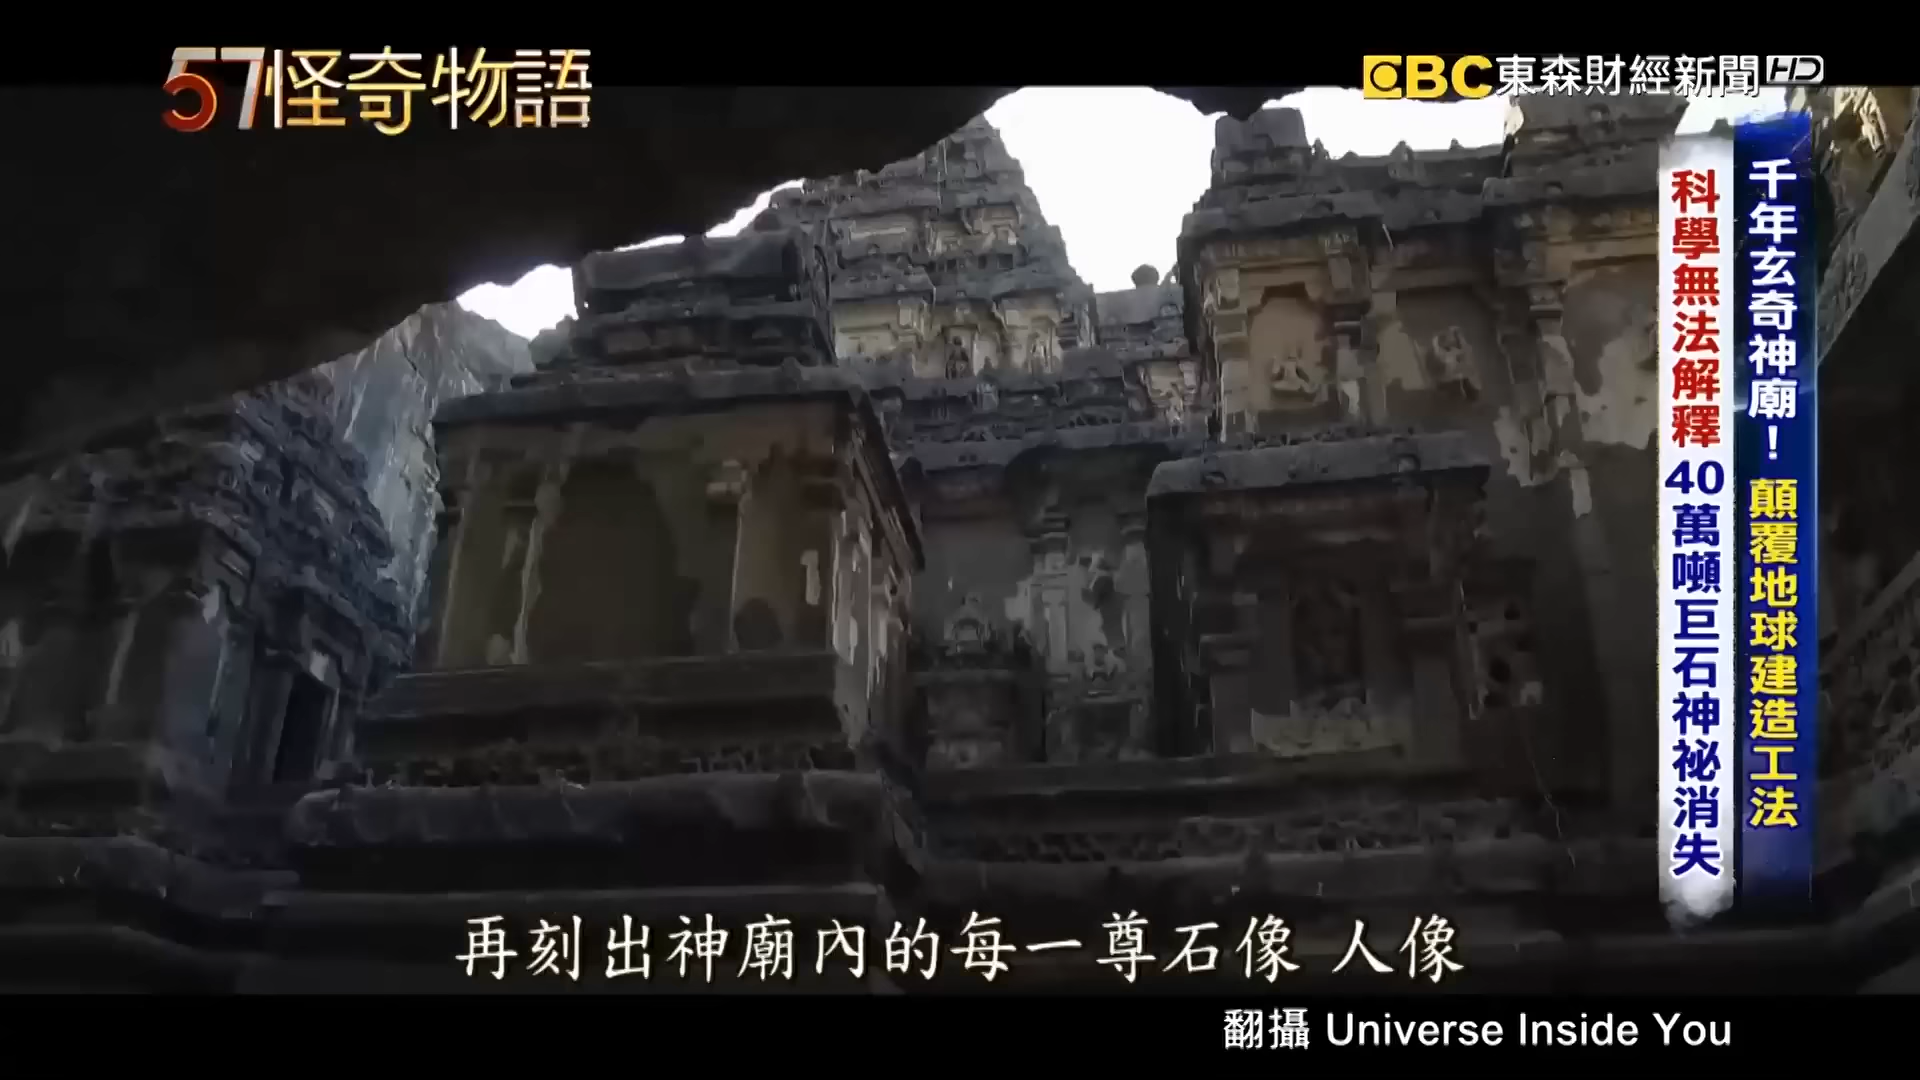 57怪奇物語
EBC東森財經新聞HD
千年玄奇神廟！顛覆地球建造工法
科學無法解釋 40萬噸巨石神祕消失
再刻出神廟內的每一尊石像 人像
翻攝 Universe Inside You